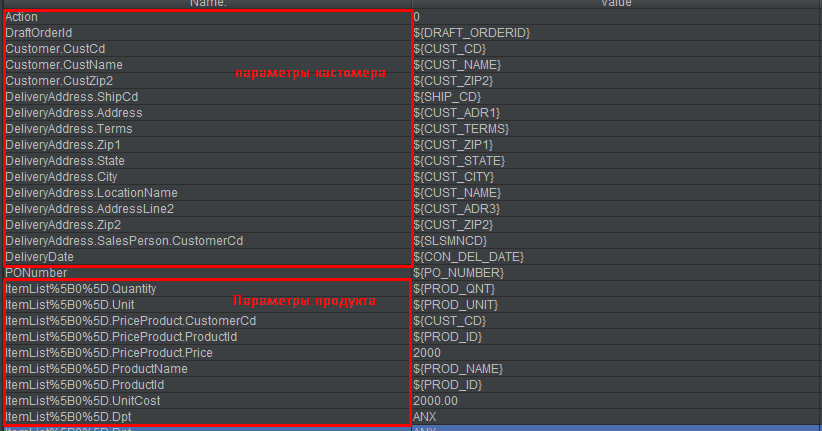 Name: Value
Action 0
DraftOrderId ${DRAFT_ORDERID}
Customer.CustCd ${CUST_CD}
Customer.CustName ${CUST_NAME}
параметры кастомера
Customer.CustZip2 ${CUST_ZIP2}
DeliveryAddress.ShipCd ${SHIP_CD}
DeliveryAddress.Address ${CUST_ADR1}
DeliveryAddress.Terms ${CUST_TERMS}
DeliveryAddress.Zip1 ${CUST_ZIP1}
DeliveryAddress.State ${CUST_STATE}
DeliveryAddress.City ${CUST_CITY}
DeliveryAddress.LocationName ${CUST_NAME}
DeliveryAddress.AddressLine2 ${CUST_ADR3}
DeliveryAddress.Zip2 ${CUST_ZIP2}
DeliveryAddress.SalesPerson.CustomerCd ${SLSMNCD}
DeliveryDate ${CON_DEL_DATE}
PONumber ${PO_NUMBER}
ItemList%5B0%5D.Quantity ${PROD_QNT}
Параметры продукта
ItemList%5B0%5D.Unit ${PROD_UNIT}
ItemList%5B0%5D.PriceProduct.CustomerCd ${CUST_CD}
ItemList%5B0%5D.PriceProduct.ProductId ${PROD_ID}
ItemList%5B0%5D.PriceProduct.Price 2000
ItemList%5B0%5D.ProductName ${PROD_NAME}
ItemList%5B0%5D.ProductId ${PROD_ID}
ItemList%5B0%5D.UnitCost 2000.00
ItemList%5B0%5D.Dpt ANX